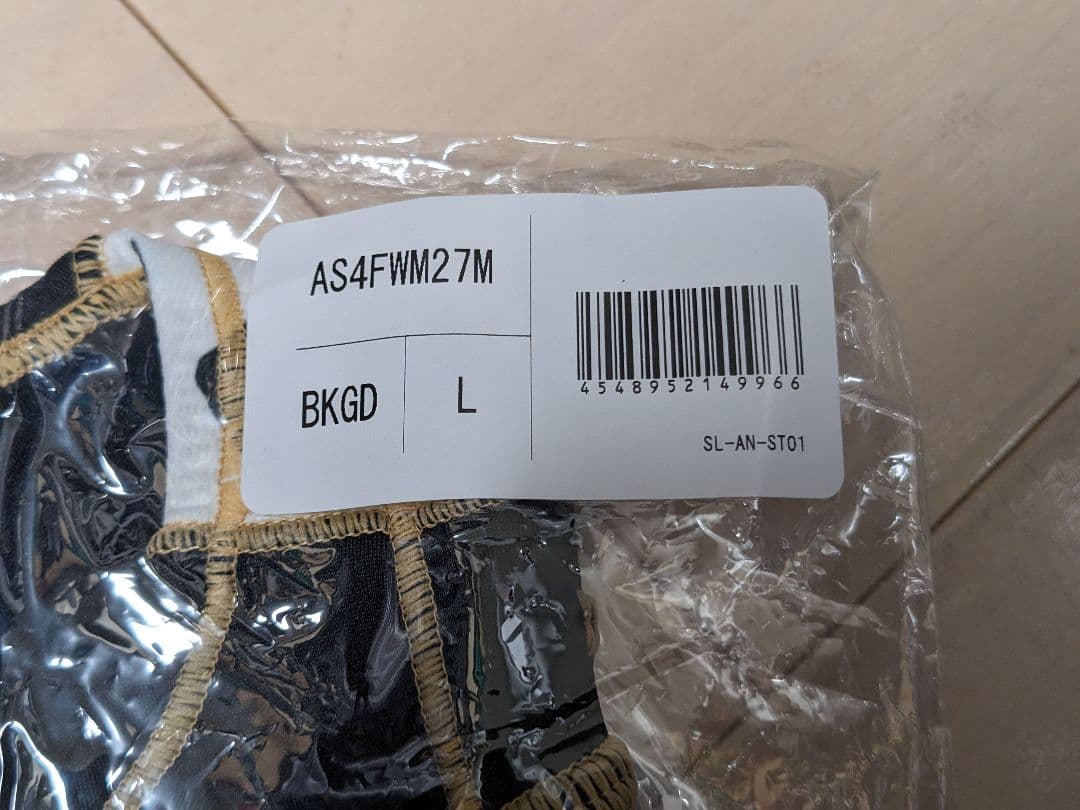 AS4FWM27M
BKGD
L
4548952149966
SL-AN-ST01